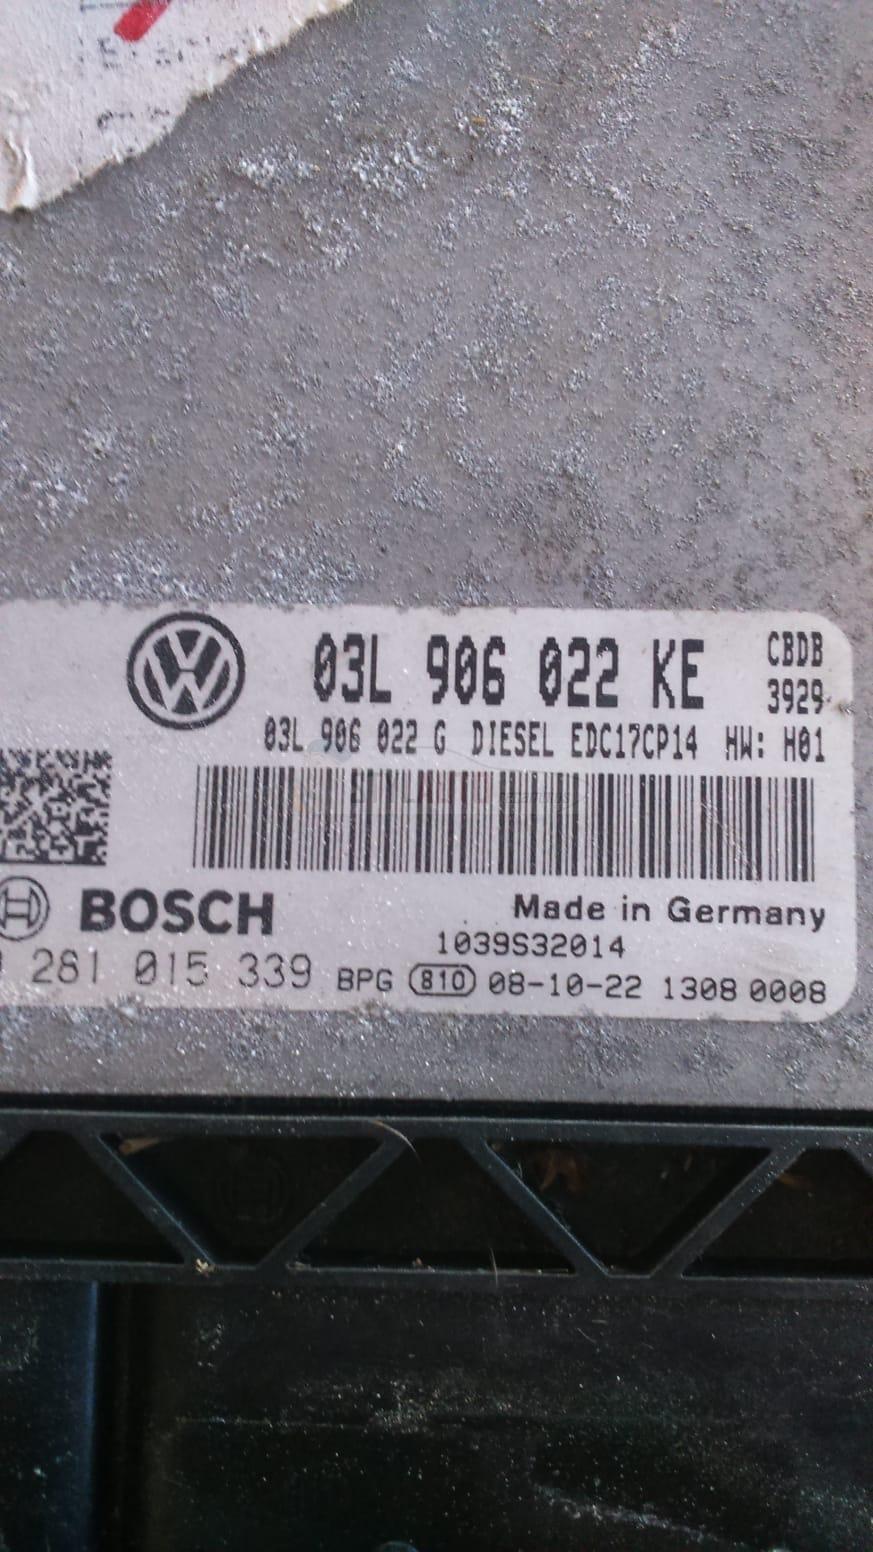 03L 906 022 KE
CBDB
3929
03L 906 022 G DIESEL EDC17CP14 HW: H01
BOSCH
Made in Germany
1039S32014
281 015 339 BPG 810 08-10-22 1308 0008